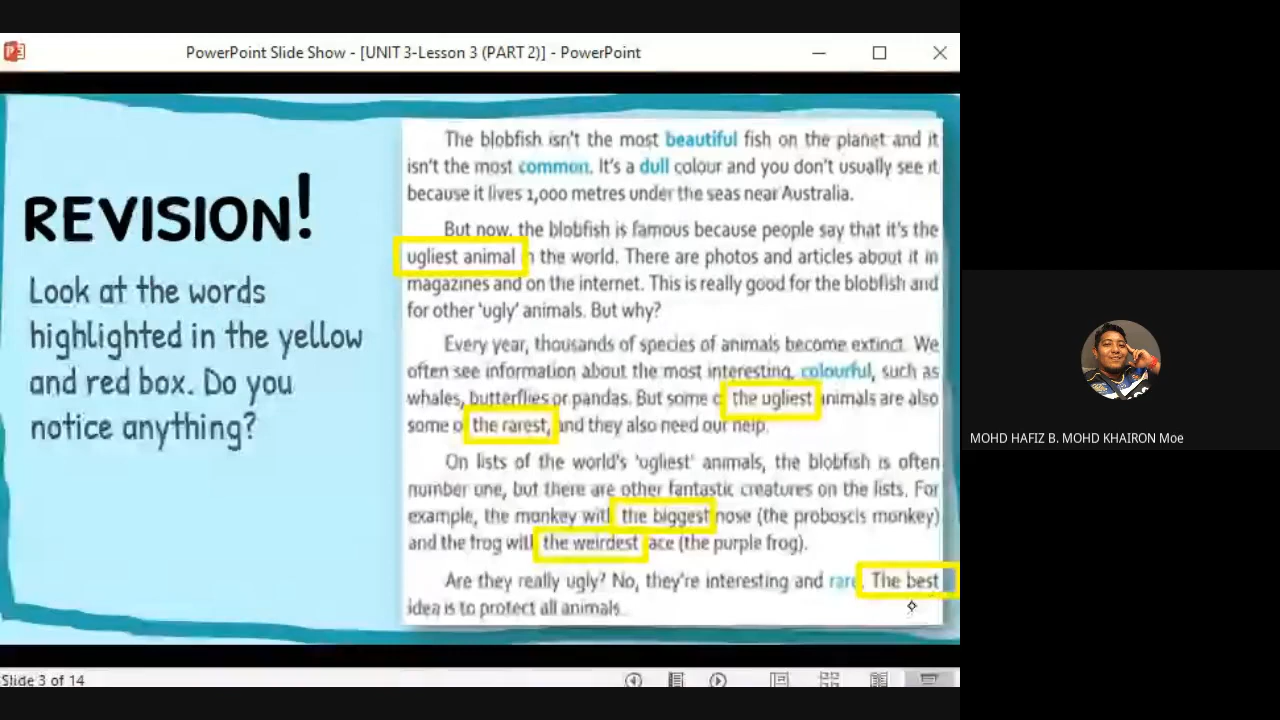 PowerPoint Slide Show - [UNIT 3-Lesson 3 (PART 2)] - PowerPoint
REVISION!
Look at the words
highlighted in the yellow
and red box. Do you
notice anything?
The blobfish isn't the most beautiful fish on the planet and it
isn't the most common. It's a dull colour and you don't usually see it
because it lives 1,000 metres under the seas near Australia.
But now, the blobfish is famous because people say that it's the
ugliest animal n the world. There are photos and articles about it in
magazines and on the internet. This is really good for the blobfish and
for other 'ugly' animals. But why?
Every year, thousands of species of animals become extinct. We
often see information about the most interesting, colourful, such as
whales, butterflies or pandas. But some o the ugliest animals are also
some o the rarest, and they also need our help.
On lists of the world's 'ugliest' animals, the blobfish is often
number one, but there are other fantastic creatures on the lists. For
example, the monkey with the biggest nose (the proboscis monkey)
and the frog with the weirdest face (the purple frog).
Are they really ugly? No, they're interesting and rare. The best
idea is to protect all animals.
MOHD HAFIZ B. MOHD KHAIRON Moe
Slide 3 of 14